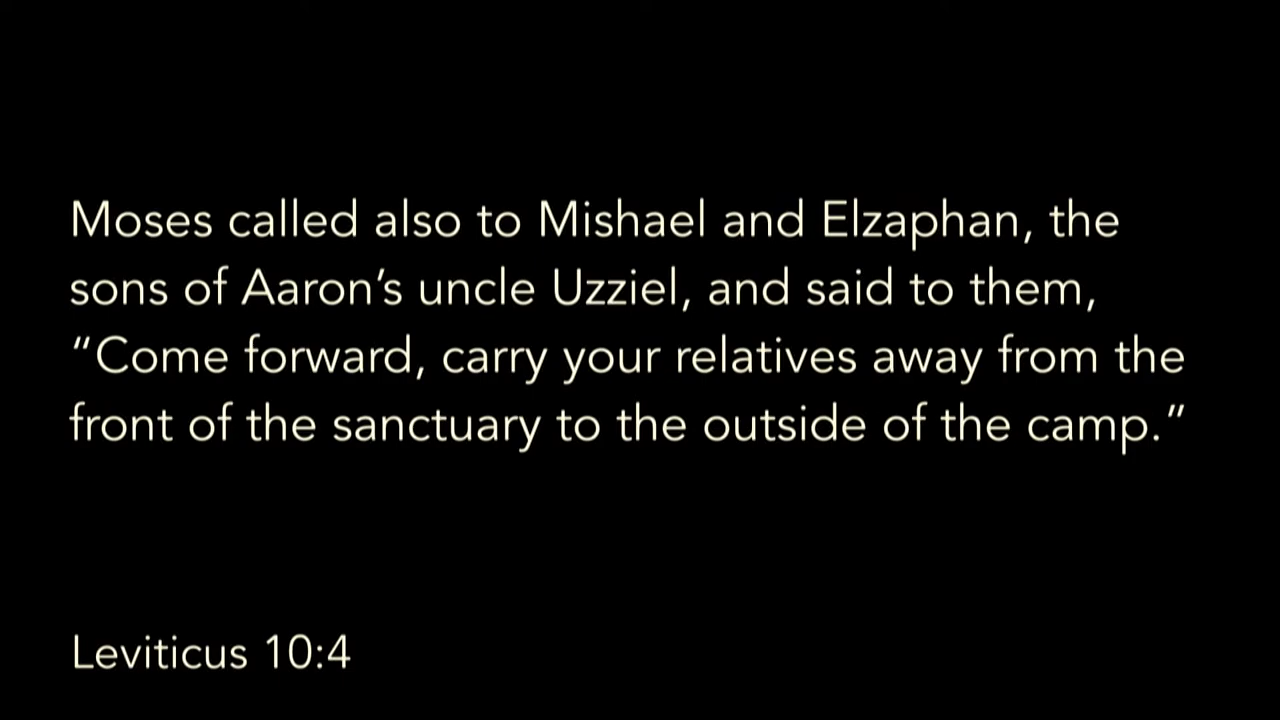 Moses called also to Mishael and Elzaphan, the
sons of Aaron’s uncle Uzziel, and said to them,
“Come forward, carry your relatives away from the
front of the sanctuary to the outside of the camp.”
Leviticus 10:4